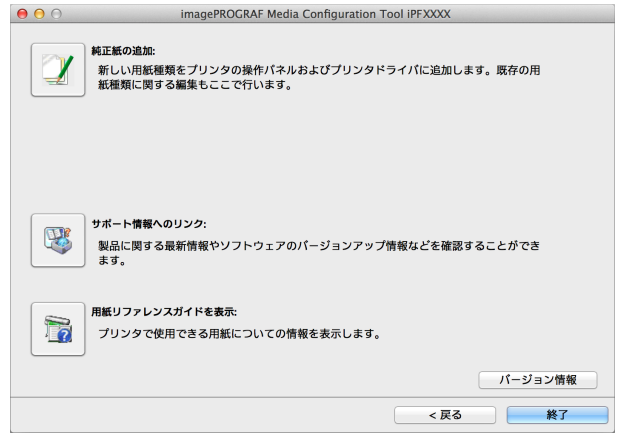 imagePROGRAF Media Configuration Tool iPFXXXX
純正紙の追加:
新しい用紙種類をプリンタの操作パネルおよびプリンタドライバに追加します。既存の用
紙種類に関する編集もここで行います。
サポート情報へのリンク:
製品に関する最新情報やソフトウェアのバージョンアップ情報などを確認することができ
ます。
用紙リファレンスガイドを表示:
プリンタで使用できる用紙についての情報を表示します。
バージョン情報
< 戻る
終了